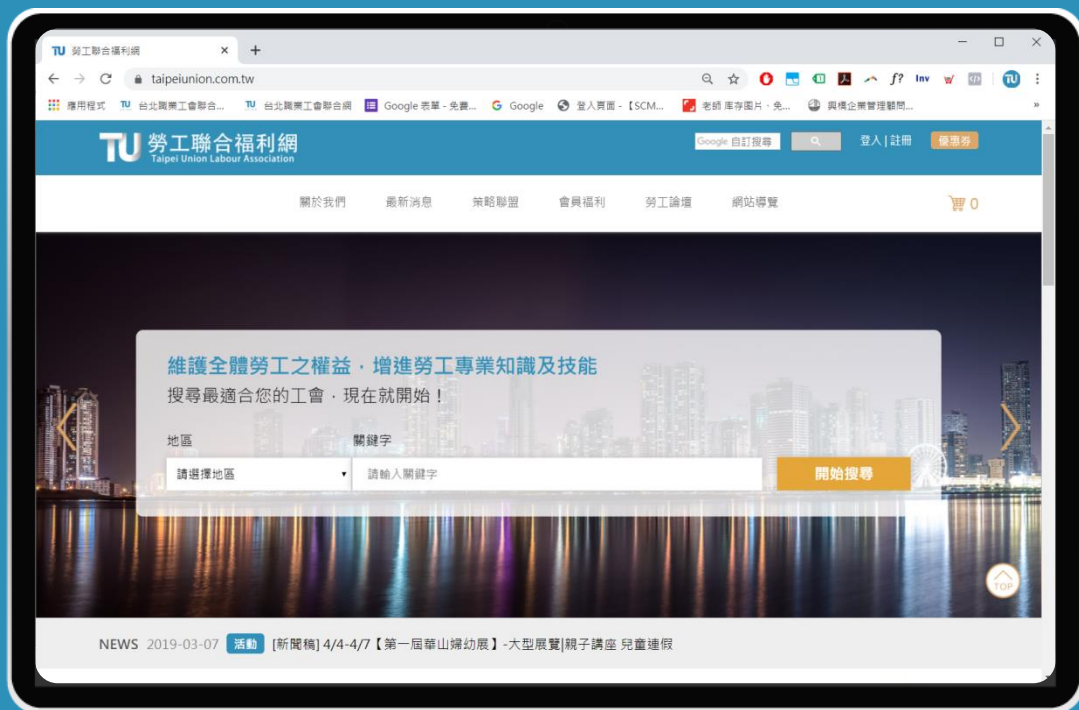 TU 勞工聯合福利網
taipeiunion.com.tw
f? Inv w TU
應用程式 TU 台北職業工會聯合... TU 台北職業工會聯合網 Google 表單 - 免費... G Google 登入頁面 -【SCM... 老師 库存图片 · 免... 興橋企業管理顧問... »
TU 勞工聯合福利網
Taipei Union Labour Association
Google 自訂搜尋 登入 | 註冊 優惠券
關於我們 最新消息 策略聯盟 會員福利 勞工論壇 網站導覽 0
維護全體勞工之權益，增進勞工專業知識及技能
搜尋最適合您的工會，現在就開始！
地區 關鍵字
請選擇地區 請輸入關鍵字 開始搜尋
TOP
NEWS 2019-03-07 活動 [新聞稿] 4/4-4/7【第一屆華山婦幼展】-大型展覽|親子講座 兒童連假